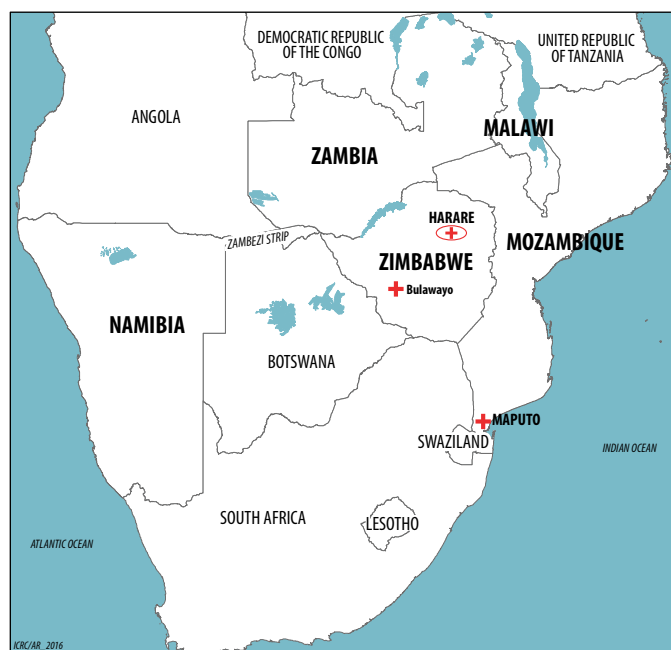 DEMOCRATIC REPUBLIC
OF THE CONGO
UNITED REPUBLIC
OF TANZANIA
ANGOLA
MALAWI
ZAMBIA
HARARE
ZAMBEZI STRIP
MOZAMBIQUE
ZIMBABWE
Bulawayo
NAMIBIA
BOTSWANA
MAPUTO
SWAZILAND
INDIAN OCEAN
SOUTH AFRICA
LESOTHO
ATLANTIC OCEAN
ICRC/AR_2016